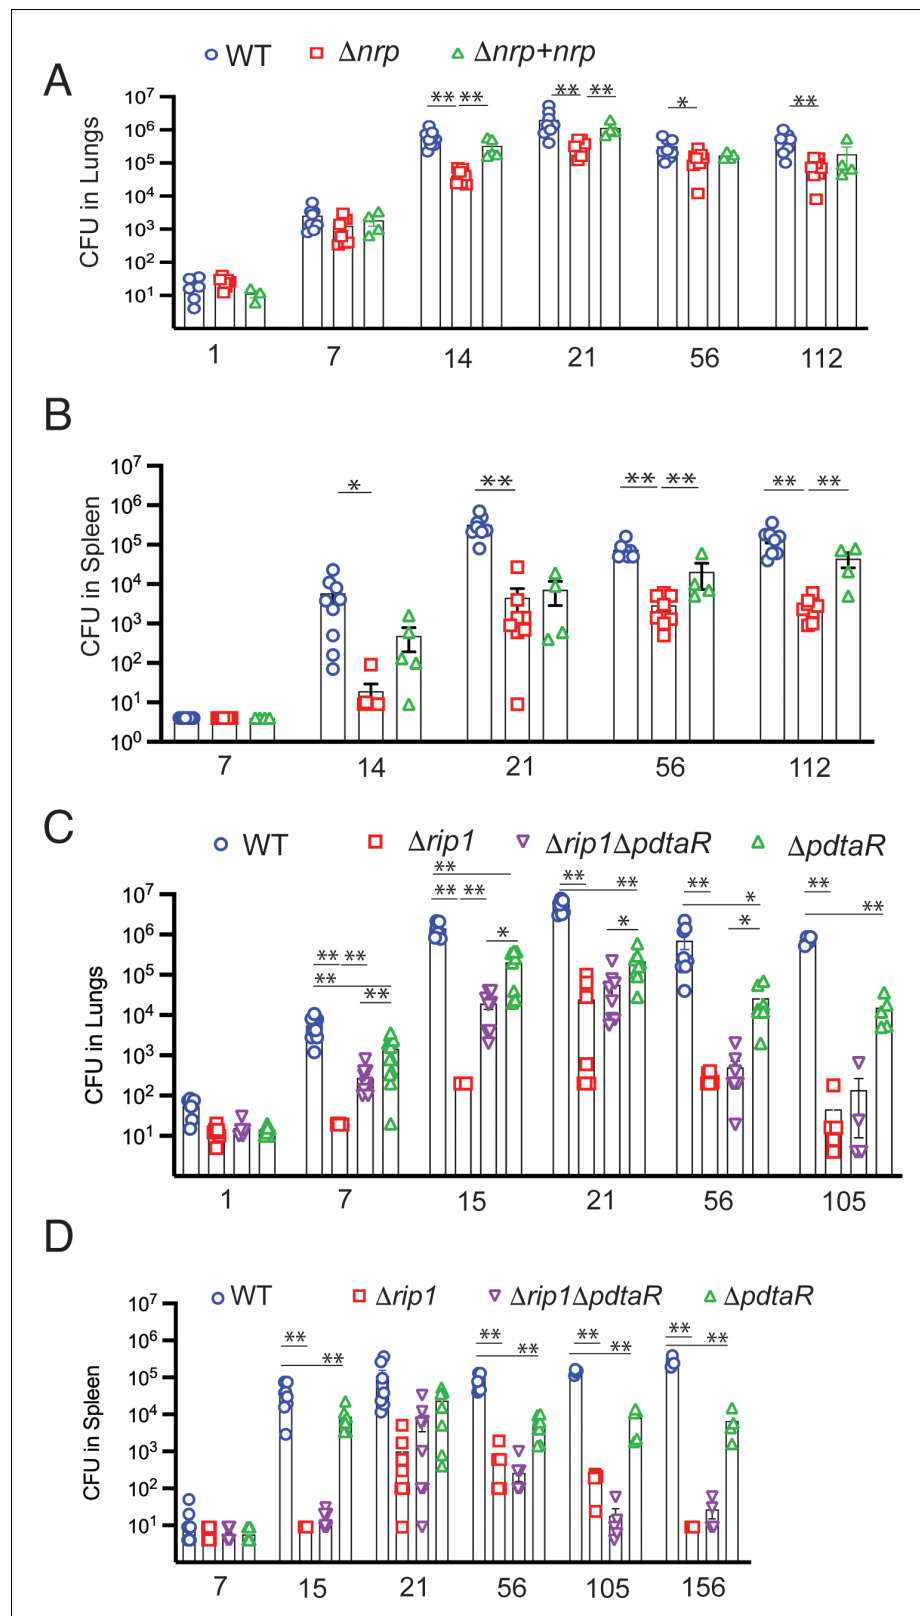 A
WT Δnrp Δnrp+nrp
CFU in Lungs
10⁷
10⁶
10⁵
10⁴
10³
10²
10¹
** ** ** ** * **
1 7 14 21 56 112
B
CFU in Spleen
10⁷
10⁶
10⁵
10⁴
10³
10²
10¹
10⁰
* ** ** ** ** **
7 14 21 56 112
C
WT Δrip1 Δrip1ΔpdtaR ΔpdtaR
CFU in Lungs
10⁷
10⁶
10⁵
10⁴
10³
10²
10¹
**
** ** ** ** ** * ** **
* * *
** **
**
**
1 7 15 21 56 105
D
WT Δrip1 Δrip1ΔpdtaR ΔpdtaR
CFU in Spleen
10⁷
10⁶
10⁵
10⁴
10³
10²
10¹
** ** ** **
** ** ** **
7 15 21 56 105 156